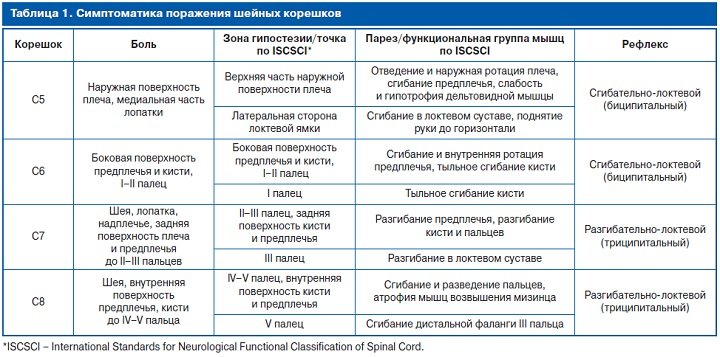 Таблица 1. Симптоматика поражения шейных корешков
Корешок
Боль
Зона гипостезии/точка
по ISCSCI*
Парез/функциональная группа мышц
по ISCSCI
Рефлекс
C5
Наружная поверхность
плеча, медиальная часть
лопатки
Верхняя часть наружной
поверхности плеча
Отведение и наружная ротация плеча,
сгибание предплечья, слабость
и гипотрофия дельтовидной мышцы
Сгибательно-локтевой
(биципитальный)
Латеральная сторона
локтевой ямки
Сгибание в локтевом суставе, поднятие
руки до горизонтали
C6
Боковая поверхность
предплечья и кисти,
I–II палец
Боковая поверхность
предплечья и кисти,
I–II палец
Сгибание и внутренняя ротация
предплечья, тыльное сгибание кисти
Сгибательно-локтевой
(биципитальный)
I палец
Тыльное сгибание кисти
C7
Шея, лопатка,
надплечье, задняя
поверхность плеча
и предплечья
до II–III пальцев
II–III палец, задняя
поверхность кисти
и предплечья
Разгибание предплечья, разгибание
кисти и пальцев
Разгибательно-локтевой
(триципитальный)
III палец
Разгибание в локтевом суставе
C8
Шея, внутренняя
поверхность
предплечья, кисти
до IV–V пальца
IV–V палец, внутренняя
поверхность кисти
и предплечья
Сгибание и разведение пальцев,
атрофия мышц возвышения мизинца
Разгибательно-локтевой
(триципитальный)
V палец
Сгибание дистальной фаланги III пальца
*ISCSCI – International Standards for Neurological Functional Classification of Spinal Cord.